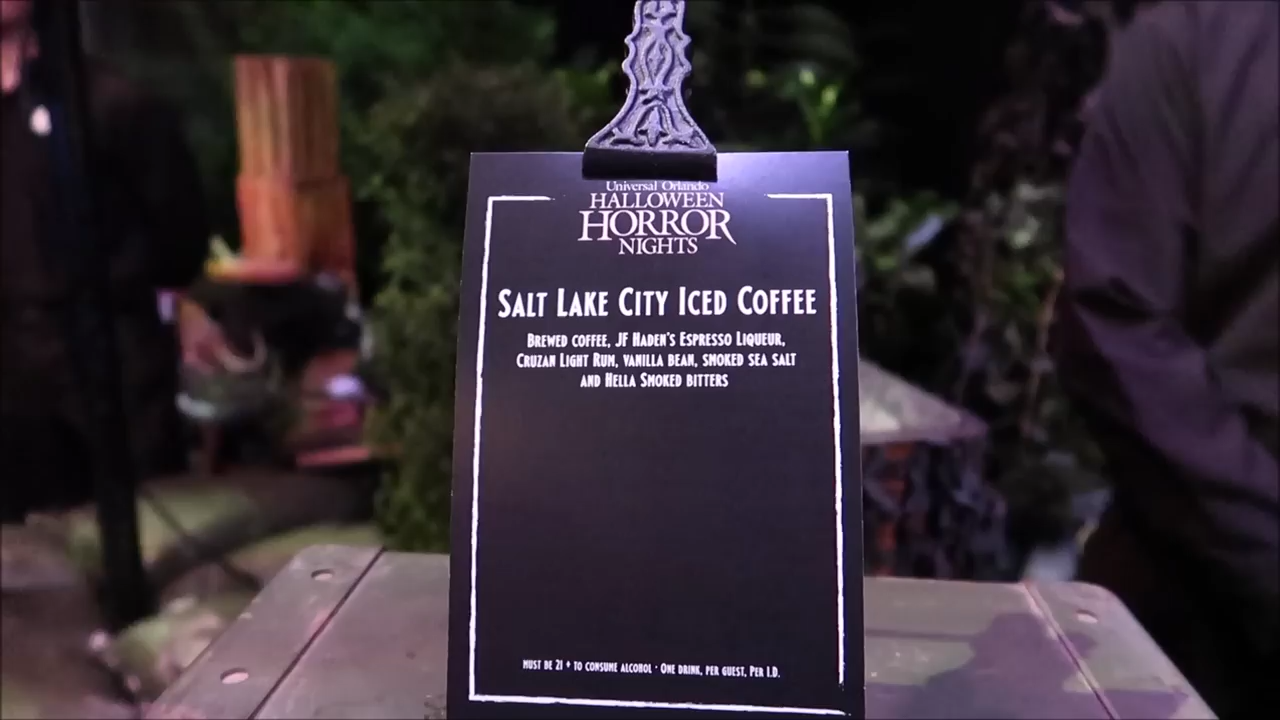 Universal Orlando
HALLOWEEN
HORROR
NIGHTS
SALT LAKE CITY ICED COFFEE
BREWED COFFEE, JF HADEN'S ESPRESSO LIQUEUR,
CRUZAN LIGHT RUM, VANILLA BEAN, SMOKED SEA SALT
AND HELLA SMOKED BITTERS
MUST BE 21 + TO CONSUME ALCOHOL · ONE DRINK, PER GUEST, PER I.D.